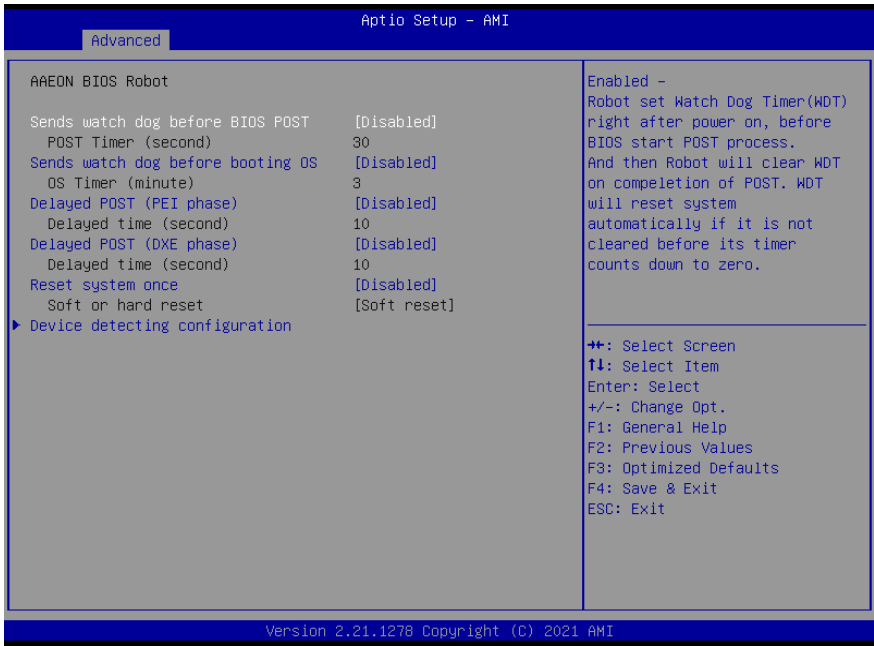 Aptio Setup – AMI
Advanced
AAEON BIOS Robot
Sends watch dog before BIOS POST [Disabled]
POST Timer (second) 30
Sends watch dog before booting OS [Disabled]
OS Timer (minute) 3
Delayed POST (PEI phase) [Disabled]
Delayed time (second) 10
Delayed POST (DXE phase) [Disabled]
Delayed time (second) 10
Reset system once [Disabled]
Soft or hard reset [Soft reset]
Device detecting configuration
Enabled –
Robot set Watch Dog Timer(WDT)
right after power on, before
BIOS start POST process.
And then Robot will clear WDT
on compeletion of POST. WDT
will reset system
automatically if it is not
cleared before its timer
counts down to zero.
→←: Select Screen
↑↓: Select Item
Enter: Select
+/-: Change Opt.
F1: General Help
F2: Previous Values
F3: Optimized Defaults
F4: Save & Exit
ESC: Exit
Version 2.21.1278 Copyright (C) 2021 AMI